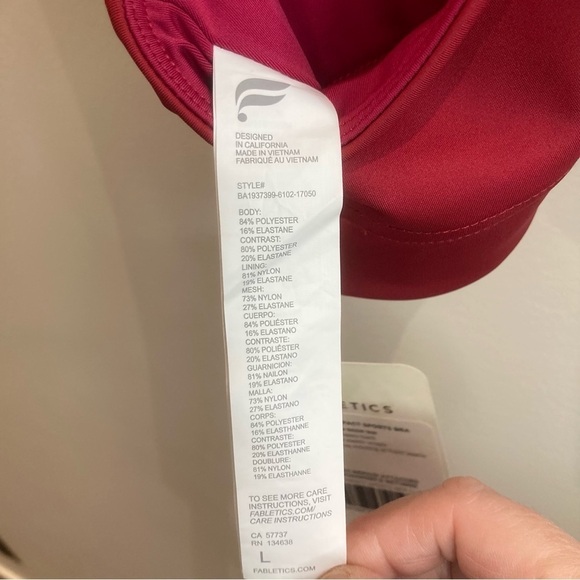 DESIGNED
IN CALIFORNIA
MADE IN VIETNAM
FABRIQUÉ AU VIETNAM
STYLE#
BA1937399-6102-17050
BODY:
84% POLYESTER
16% ELASTANE
CONTRAST:
80% POLYESTER
20% ELASTANE
LINING:
81% NYLON
19% ELASTANE
MESH:
73% NYLON
27% ELASTANE
CUERPO:
84% POLIÉSTER
16% ELASTANO
CONTRASTE:
80% POLIÉSTER
20% ELASTANO
GUARNICION:
81% NAILON
19% ELASTANO
MALLA:
73% NYLON
27% ELASTANO
CORPS:
84% POLYESTER
16% ELASTHANNE
CONTRASTE:
80% POLYESTER
20% ELASTHANNE
DOUBLURE:
81% NYLON
19% ELASTHANNE
TO SEE MORE CARE
INSTRUCTIONS VISIT
FABLETICS.COM/
CARE INSTRUCTIONS
CA 57737
RN 134638
L
FABLETICS.COM
LETICS
SPORTS BRA